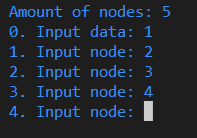 Amount of nodes: 5
0. Input data: 1
1. Input node: 2
2. Input node: 3
3. Input node: 4
4. Input node: